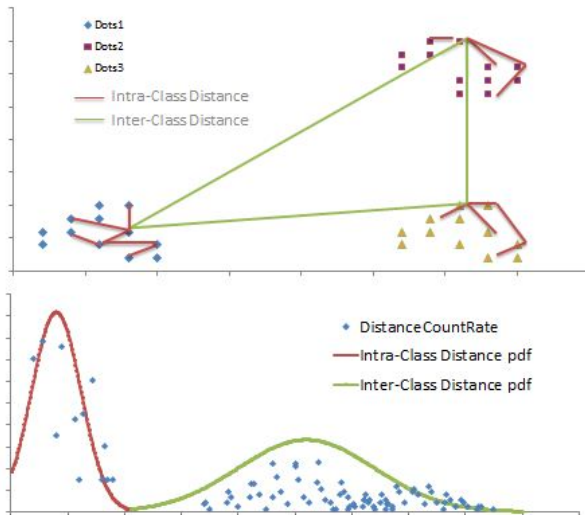 Dots1
Dots2
Dots3
Intra-Class Distance
Inter-Class Distance
DistanceCountRate
Intra-Class Distance pdf
Inter-Class Distance pdf